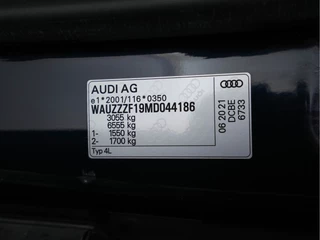 AUDI AG
e1*2001/116*0350
WAUZZZF19MD044186
3055 kg
6555 kg
1- 1550 kg
2- 1700 kg
Typ 4L
06 2021
DCBE
6733